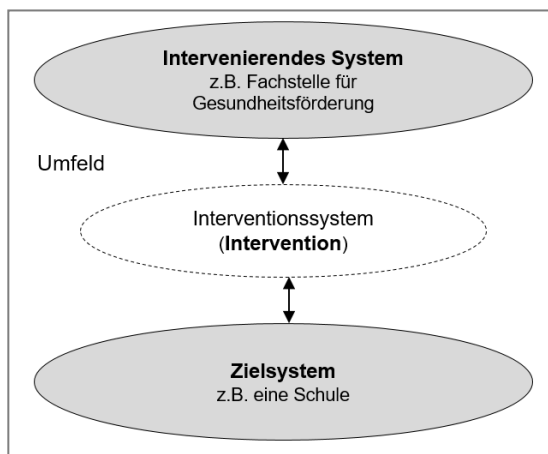 Intervenierendes System
z.B. Fachstelle für
Gesundheitsförderung
Umfeld
Interventionssystem
(Intervention)
Zielsystem
z.B. eine Schule